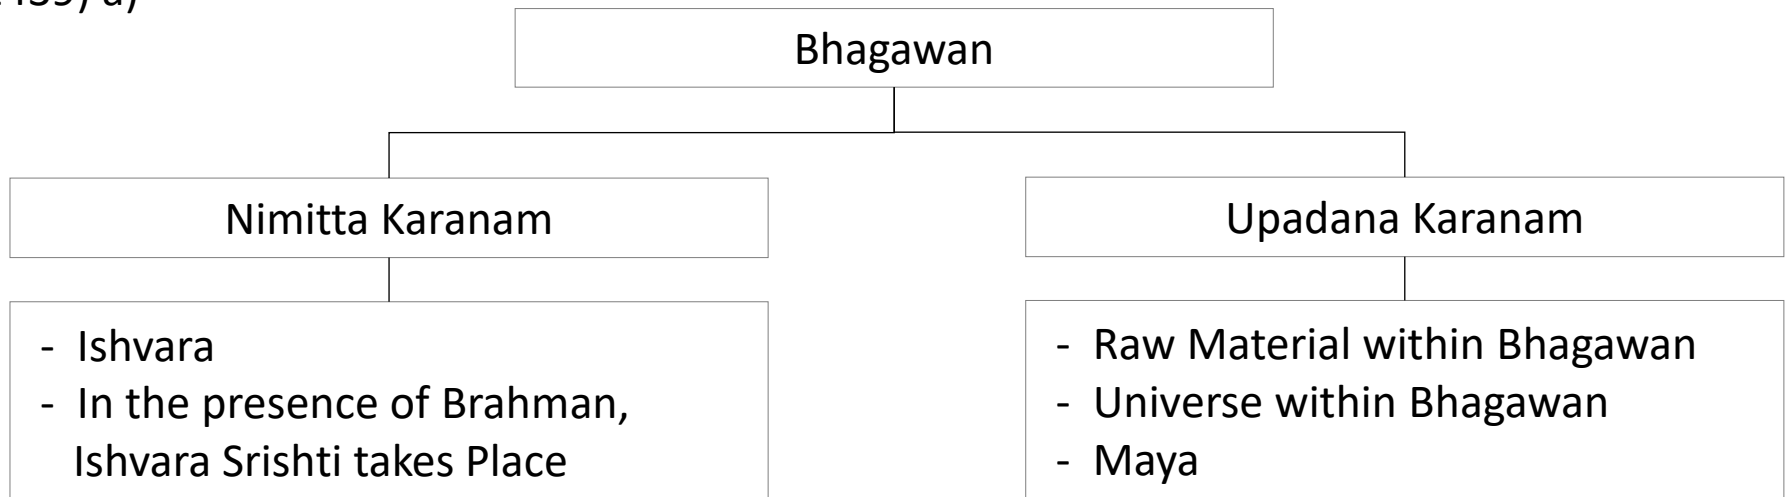 439) a)
Bhagawan
Nimitta Karanam
Upadana Karanam
- Ishvara
- In the presence of Brahman,
Ishvara Srishti takes Place
- Raw Material within Bhagawan
- Universe within Bhagawan
- Maya